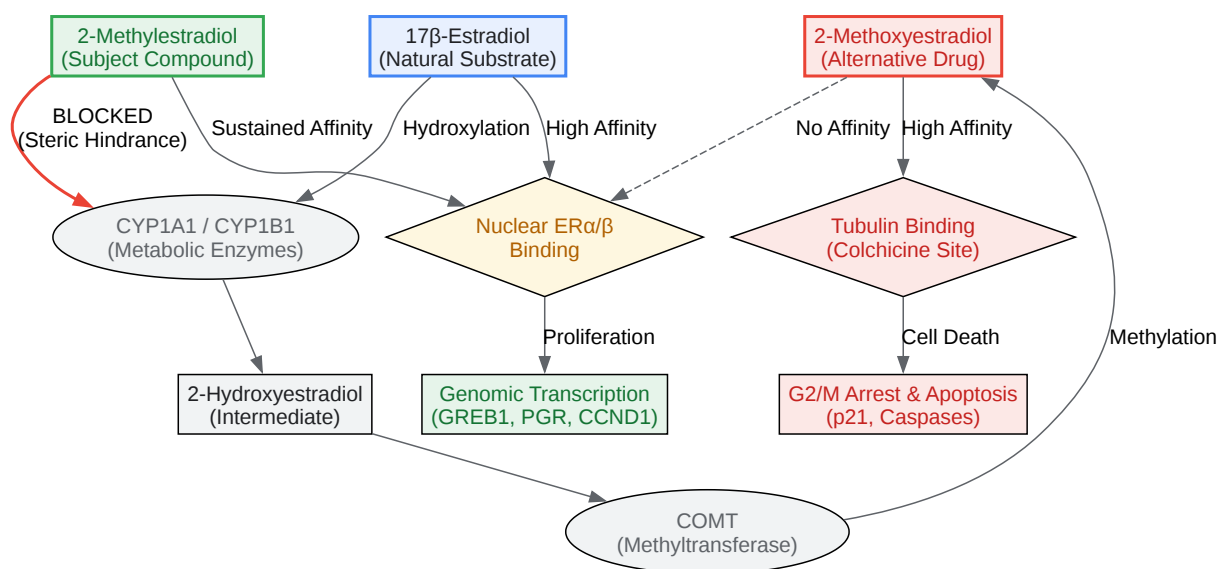 2-Methylestradiol
(Subject Compound)
17β-Estradiol
(Natural Substrate)
2-Methoxyestradiol
(Alternative Drug)
BLOCKED
(Steric Hindrance)
Sustained Affinity
Hydroxylation
High Affinity
No Affinity
High Affinity
CYP1A1 / CYP1B1
(Metabolic Enzymes)
Nuclear ERα/β
Binding
Tubulin Binding
(Colchicine Site)
Proliferation
Cell Death
Methylation
2-Hydroxyestradiol
(Intermediate)
Genomic Transcription
(GREB1, PGR, CCND1)
G2/M Arrest & Apoptosis
(p21, Caspases)
COMT
(Methyltransferase)